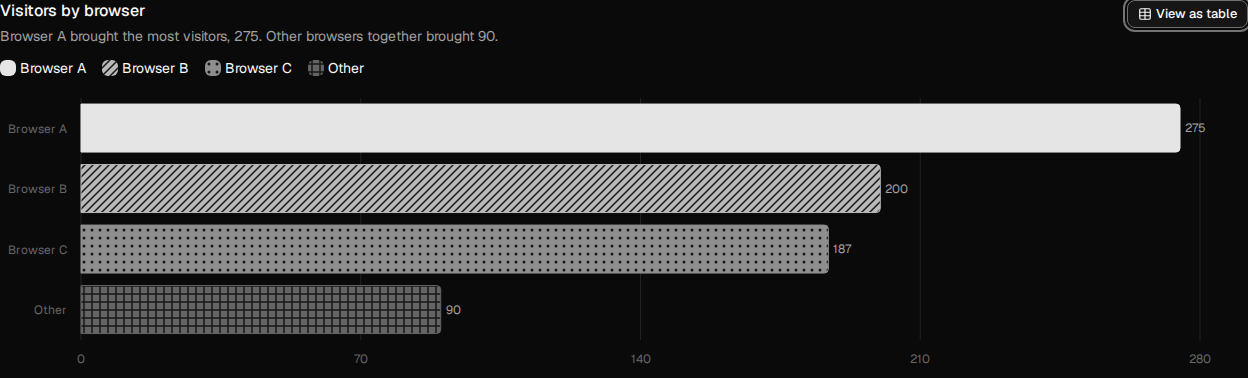 Visitors by browser
View as table
Browser A brought the most visitors, 275. Other browsers together brought 90.
Browser A Browser B Browser C Other
Browser A 275
Browser B 200
Browser C 187
Other 90
0 70 140 210 280